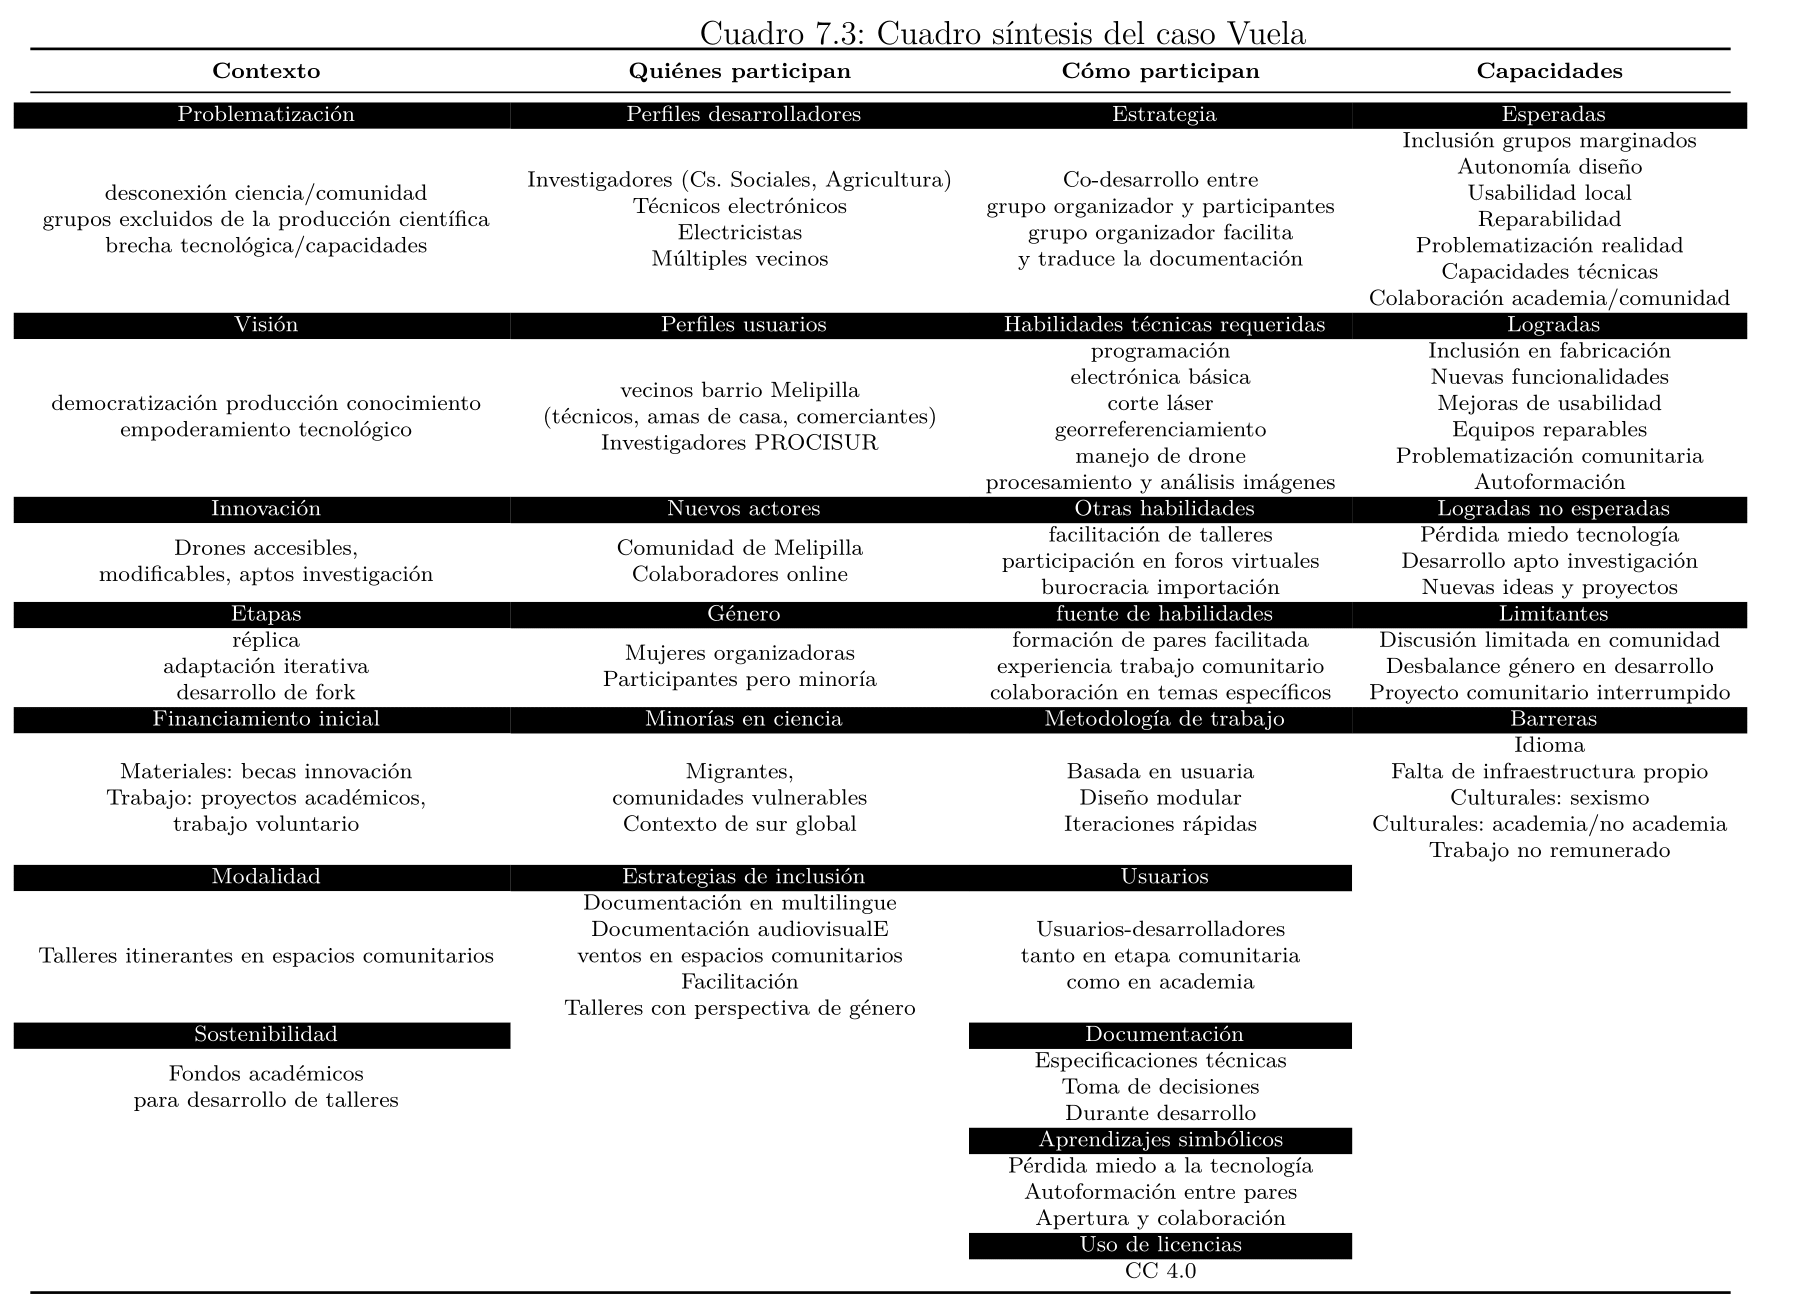 Cuadro 7.3: Cuadro síntesis del caso Vuela
Contexto Quiénes participan Cómo participan Capacidades
Problematización Perfiles desarrolladores Estrategia Esperadas
desconexión ciencia/comunidad
grupos excluidos de la producción científica
brecha tecnológica/capacidades
Investigadores (Cs. Sociales, Agricultura)
Técnicos electrónicos
Electricistas
Múltiples vecinos
Co-desarrollo entre
grupo organizador y participantes
grupo organizador facilita
y traduce la documentación
Inclusión grupos marginados
Autonomía diseño
Usabilidad local
Reparabilidad
Problematización realidad
Capacidades técnicas
Colaboración academia/comunidad
Visión Perfiles usuarios Habilidades técnicas requeridas Logradas
democratización producción conocimiento
empoderamiento tecnológico
vecinos barrio Melipilla
(técnicos, amas de casa, comerciantes)
Investigadores PROCISUR
programación
electrónica básica
corte láser
georreferenciamiento
manejo de drone
procesamiento y análisis imágenes
Inclusión en fabricación
Nuevas funcionalidades
Mejoras de usabilidad
Equipos reparables
Problematización comunitaria
Autoformación
Innovación Nuevos actores Otras habilidades Logradas no esperadas
Drones accesibles,
modificables, aptos investigación
Comunidad de Melipilla
Colaboradores online
facilitación de talleres
participación en foros virtuales
burocracia importación
Pérdida miedo tecnología
Desarrollo apto investigación
Nuevas ideas y proyectos
Etapas Género fuente de habilidades Limitantes
réplica
adaptación iterativa
desarrollo de fork
Mujeres organizadoras
Participantes pero minoría
formación de pares facilitada
experiencia trabajo comunitario
colaboración en temas específicos
Discusión limitada en comunidad
Desbalance género en desarrollo
Proyecto comunitario interrumpido
Financiamiento inicial Minorías en ciencia Metodología de trabajo Barreras
Materiales: becas innovación
Trabajo: proyectos académicos,
trabajo voluntario
Migrantes,
comunidades vulnerables
Contexto de sur global
Basada en usuaria
Diseño modular
Iteraciones rápidas
Idioma
Falta de infraestructura propio
Culturales: sexismo
Culturales: academia/no academia
Trabajo no remunerado
Modalidad Estrategias de inclusión Usuarios
Talleres itinerantes en espacios comunitarios
Documentación en multilingue
Documentación audiovisualE
ventos en espacios comunitarios
Facilitación
Talleres con perspectiva de género
Usuarios-desarrolladores
tanto en etapa comunitaria
como en academia
Sostenibilidad Documentación
Fondos académicos
para desarrollo de talleres
Especificaciones técnicas
Toma de decisiones
Durante desarrollo
Aprendizajes simbólicos
Pérdida miedo a la tecnología
Autoformación entre pares
Apertura y colaboración
Uso de licencias
CC 4.0